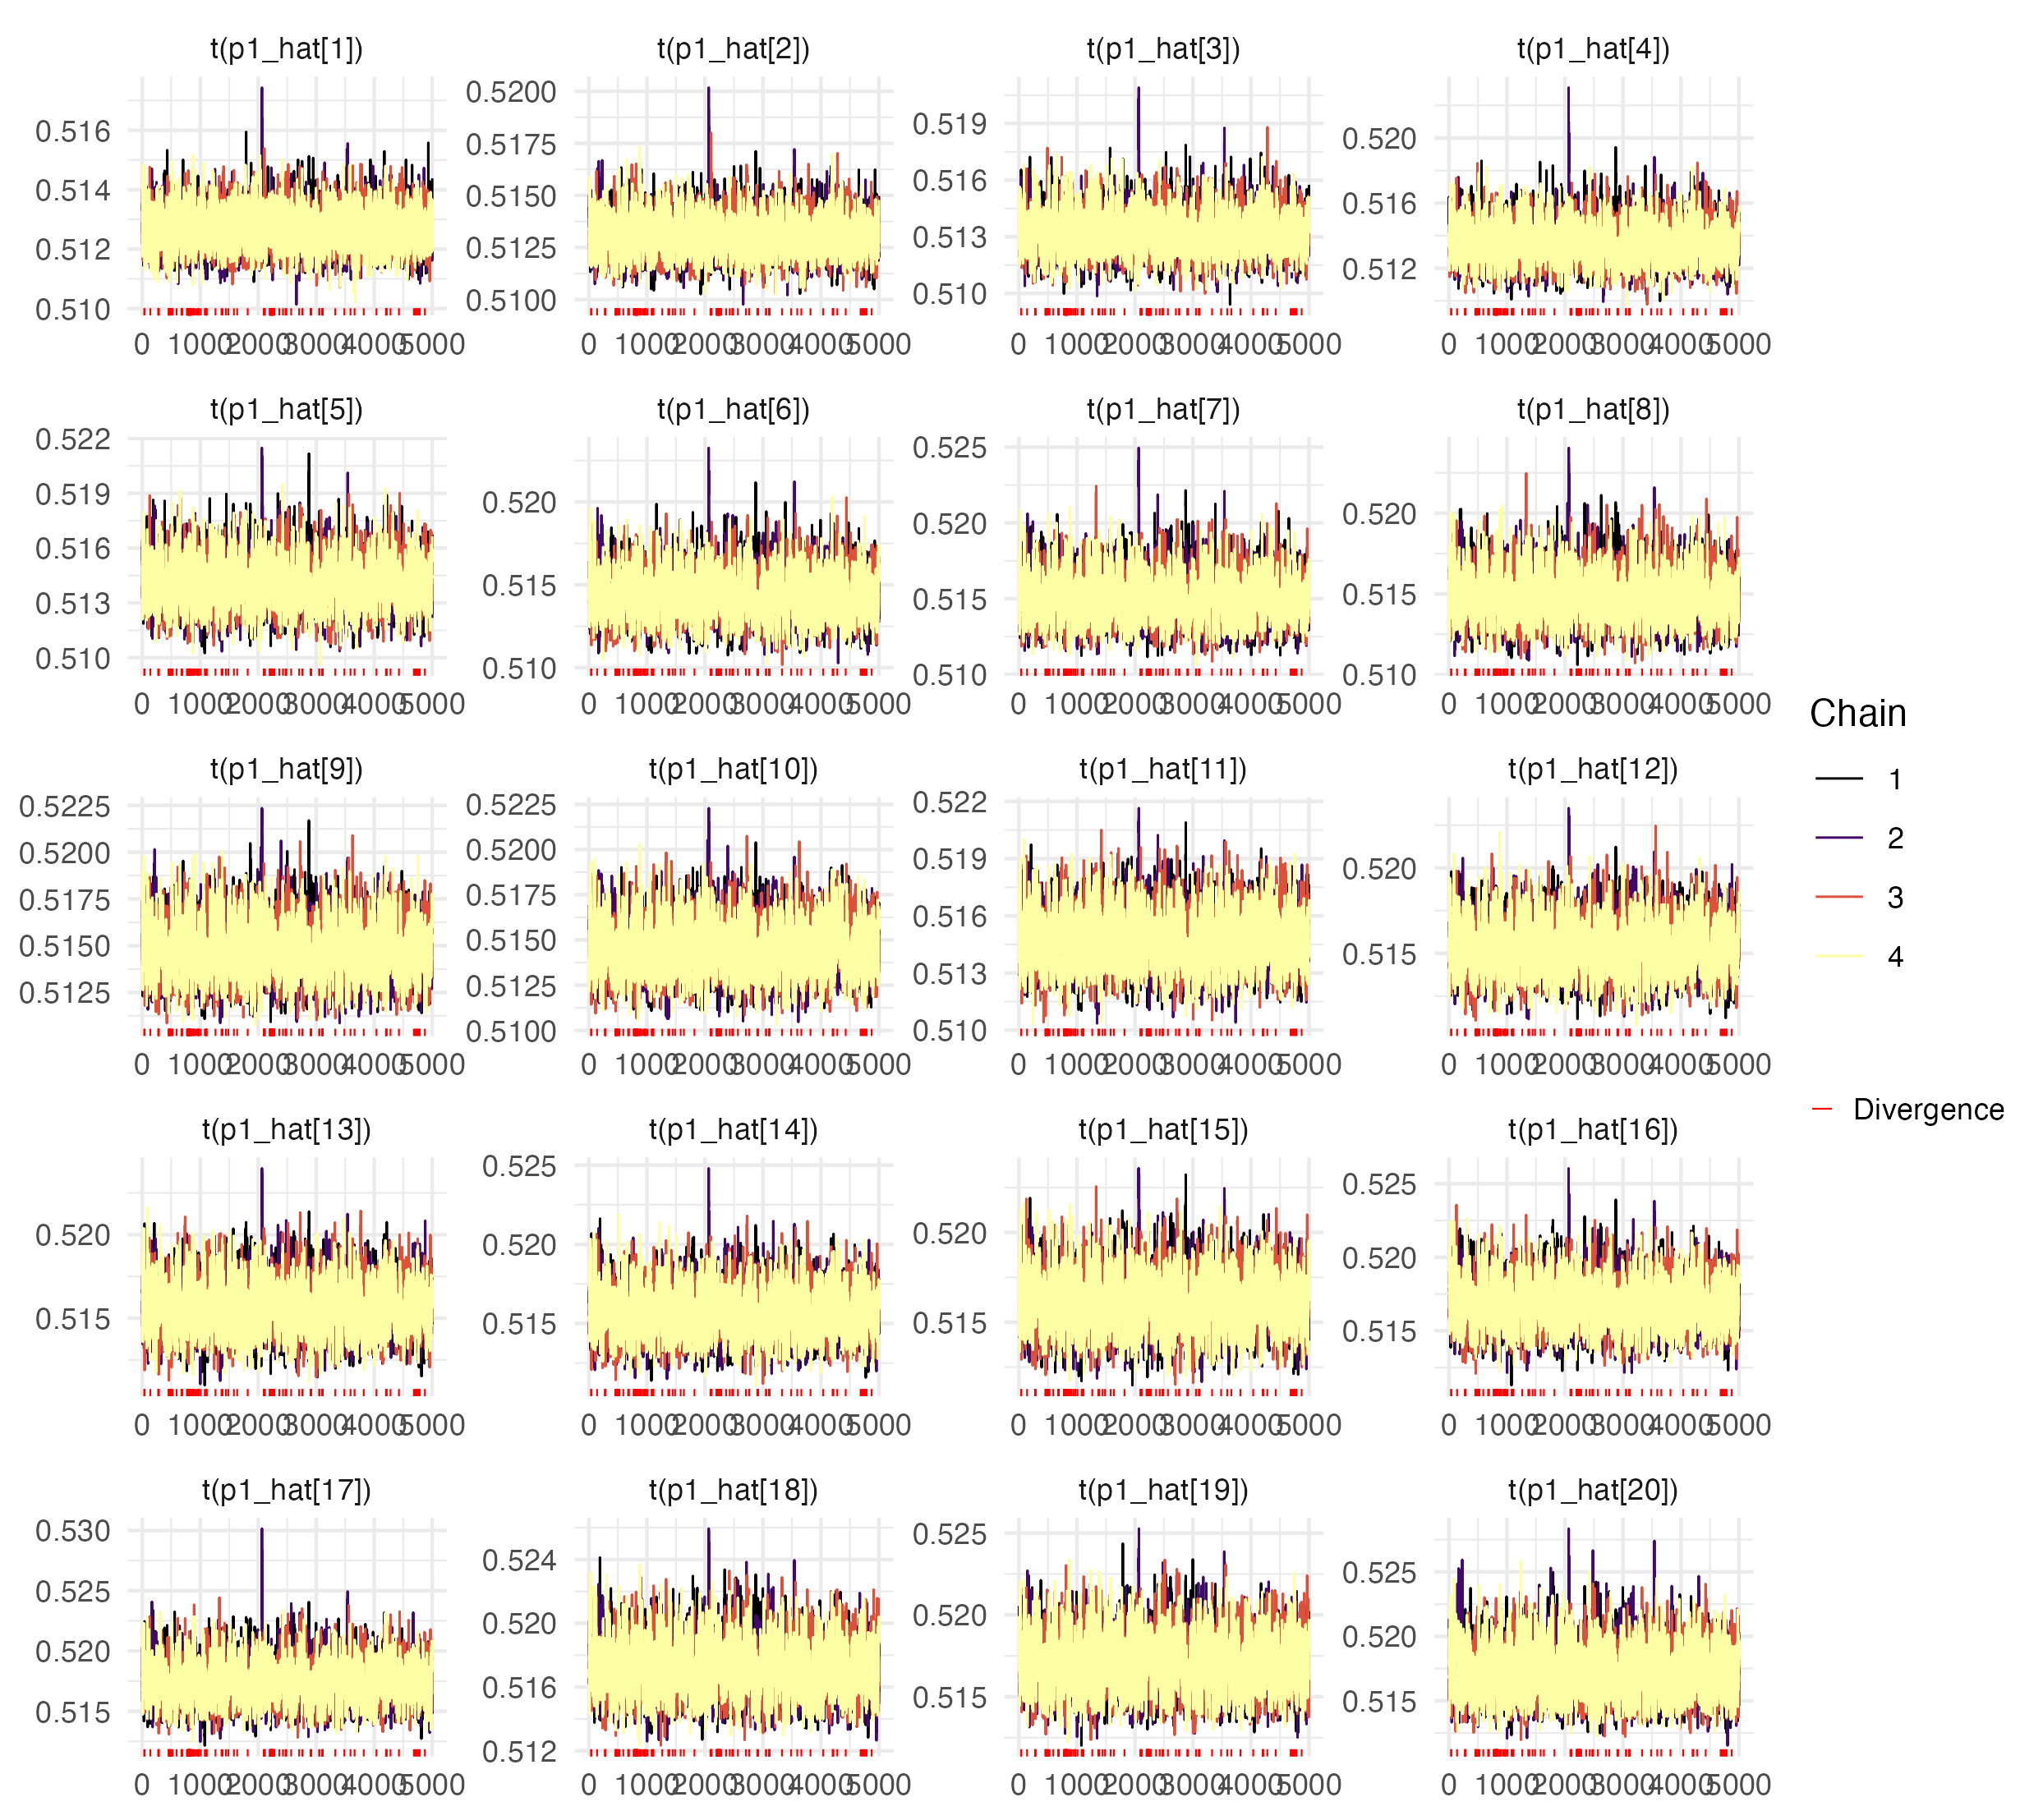 t(p1_hat[1]) t(p1_hat[2]) t(p1_hat[3]) t(p1_hat[4])
0.516 0.514 0.512 0.510
0.5200 0.5175 0.5150 0.5125 0.5100
0.519 0.516 0.513 0.510
0.520 0.516 0.512
0 1000 2000 3000 4000 5000 0 1000 2000 3000 4000 5000 0 1000 2000 3000 4000 5000 0 1000 2000 3000 4000 5000
t(p1_hat[5]) t(p1_hat[6]) t(p1_hat[7]) t(p1_hat[8])
0.522 0.519 0.516 0.513 0.510
0.520 0.515 0.510
0.525 0.520 0.515 0.510
0.520 0.515 0.510
0 1000 2000 3000 4000 5000 0 1000 2000 3000 4000 5000 0 1000 2000 3000 4000 5000 0 1000 2000 3000 4000 5000
t(p1_hat[9]) t(p1_hat[10]) t(p1_hat[11]) t(p1_hat[12])
0.5225 0.5200 0.5175 0.5150 0.5125
0.5225 0.5200 0.5175 0.5150 0.5125 0.5100
0.522 0.519 0.516 0.513 0.510
0.520 0.515
0 1000 2000 3000 4000 5000 0 1000 2000 3000 4000 5000 0 1000 2000 3000 4000 5000 0 1000 2000 3000 4000 5000
t(p1_hat[13]) t(p1_hat[14]) t(p1_hat[15]) t(p1_hat[16])
0.520 0.515
0.525 0.520 0.515
0.520 0.515
0.525 0.520 0.515
0 1000 2000 3000 4000 5000 0 1000 2000 3000 4000 5000 0 1000 2000 3000 4000 5000 0 1000 2000 3000 4000 5000
t(p1_hat[17]) t(p1_hat[18]) t(p1_hat[19]) t(p1_hat[20])
0.530 0.525 0.520 0.515
0.524 0.520 0.516 0.512
0.525 0.520 0.515
0.525 0.520 0.515
0 1000 2000 3000 4000 5000 0 1000 2000 3000 4000 5000 0 1000 2000 3000 4000 5000 0 1000 2000 3000 4000 5000
Chain
1
2
3
4
Divergence